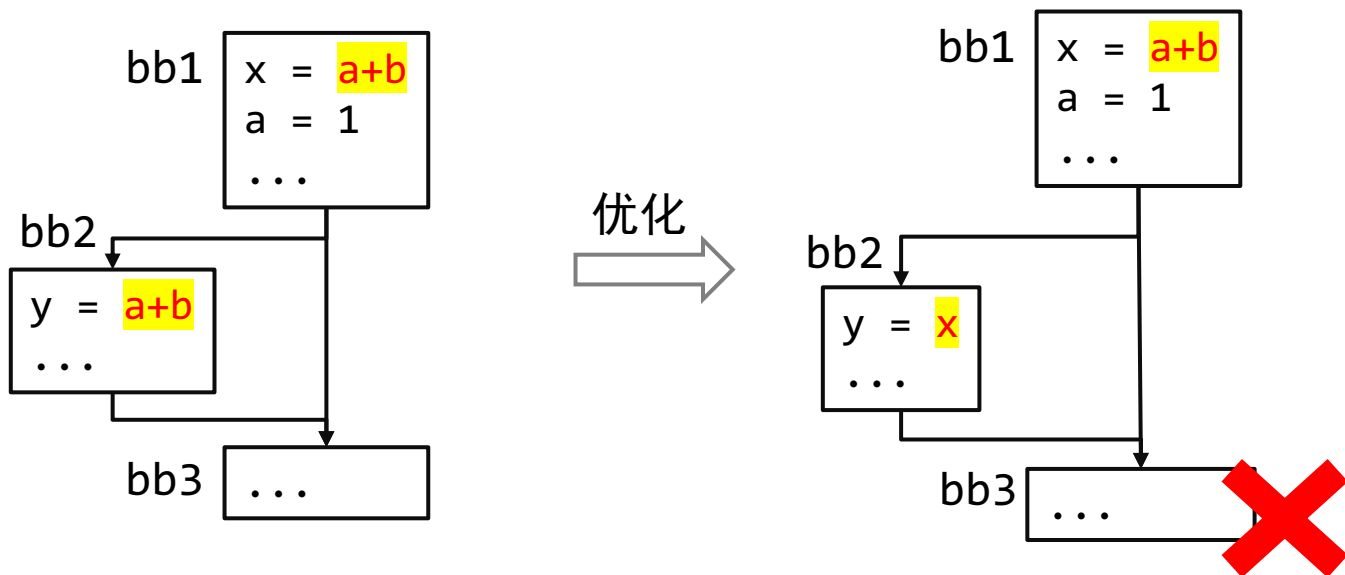 bb1
x = a+b
a = 1
...
bb2
y = a+b
...
bb3
...
优化
bb1
x = a+b
a = 1
...
bb2
y = x
...
bb3
...